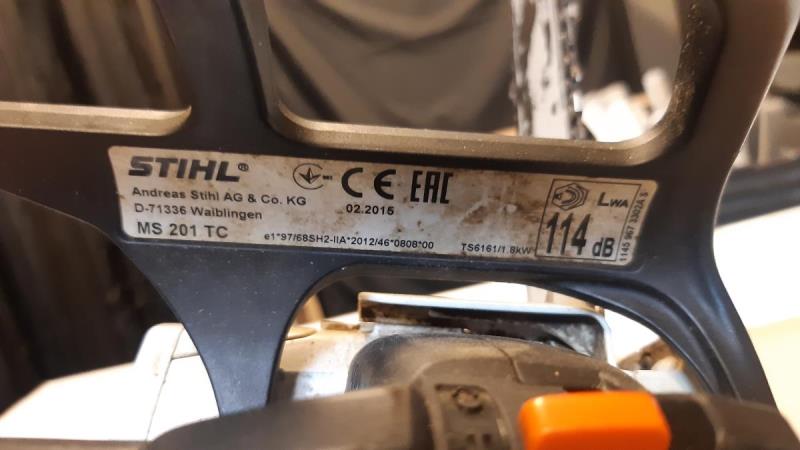 STIHL®
Andreas Stihl AG & Co. KG
D-71336 Waiblingen
MS 201 TC
CE EAC
02.2015
e1*97/68SH2-IIA*2012/46*0808*00
TS6161/1.8kW
LWA
114 dB
1145 967 3302A